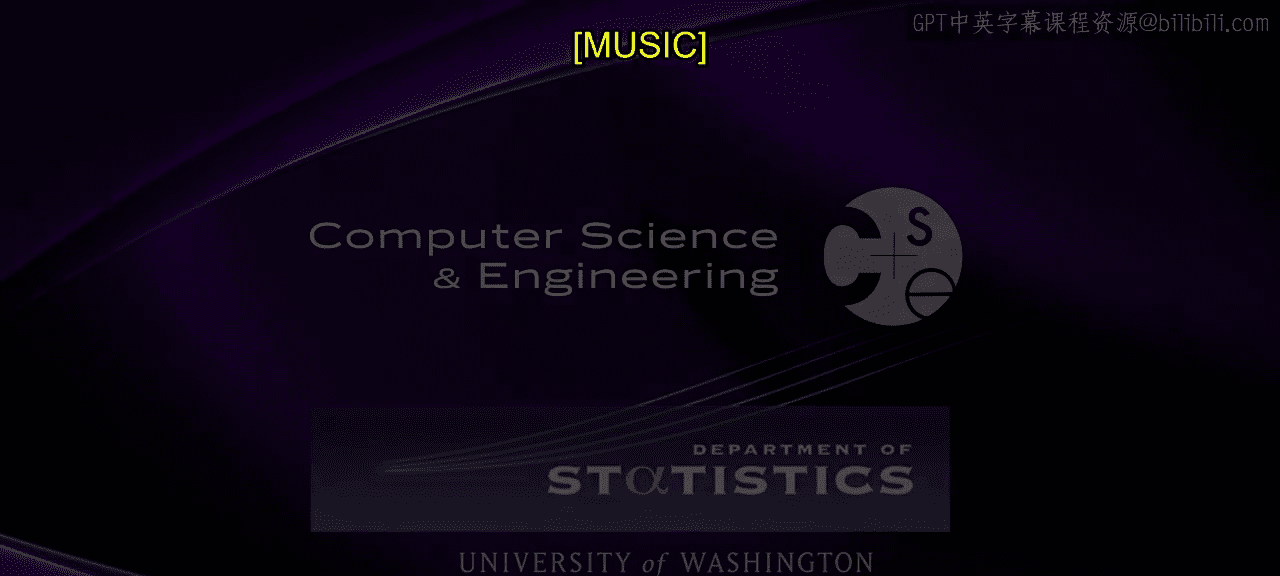 GPT中英字幕课程资源@bilibili.com
[MUSIC]
Computer Science
& Engineering
C S e
DEPARTMENT OF
STαTISTICS
UNIVERSITY of WASHINGTON